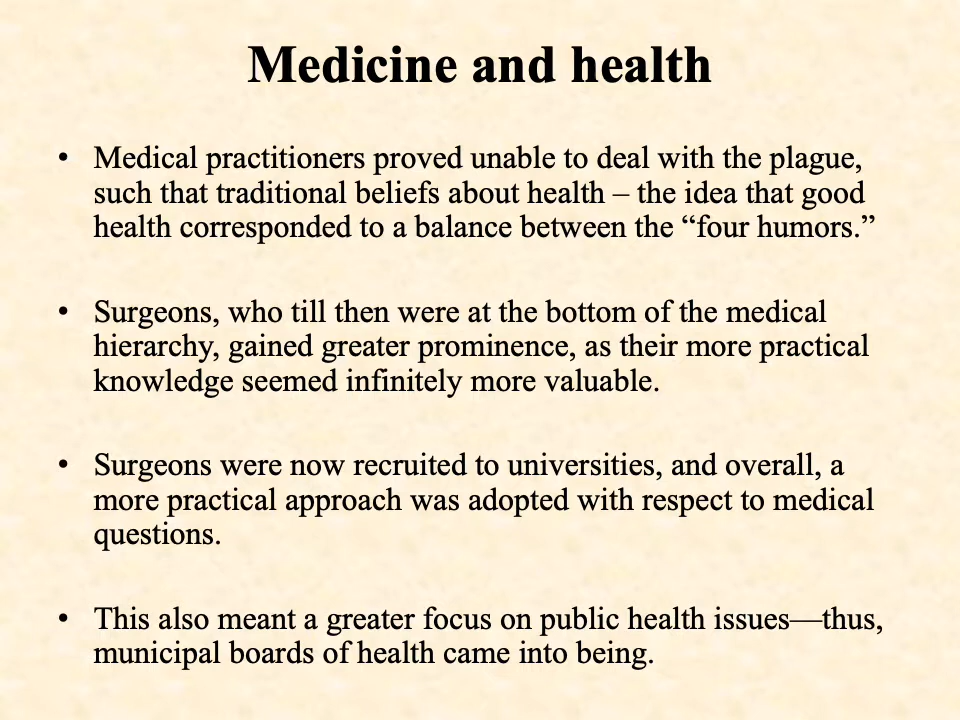 Medicine and health
• Medical practitioners proved unable to deal with the plague,
such that traditional beliefs about health – the idea that good
health corresponded to a balance between the “four humors.”
• Surgeons, who till then were at the bottom of the medical
hierarchy, gained greater prominence, as their more practical
knowledge seemed infinitely more valuable.
• Surgeons were now recruited to universities, and overall, a
more practical approach was adopted with respect to medical
questions.
• This also meant a greater focus on public health issues—thus,
municipal boards of health came into being.